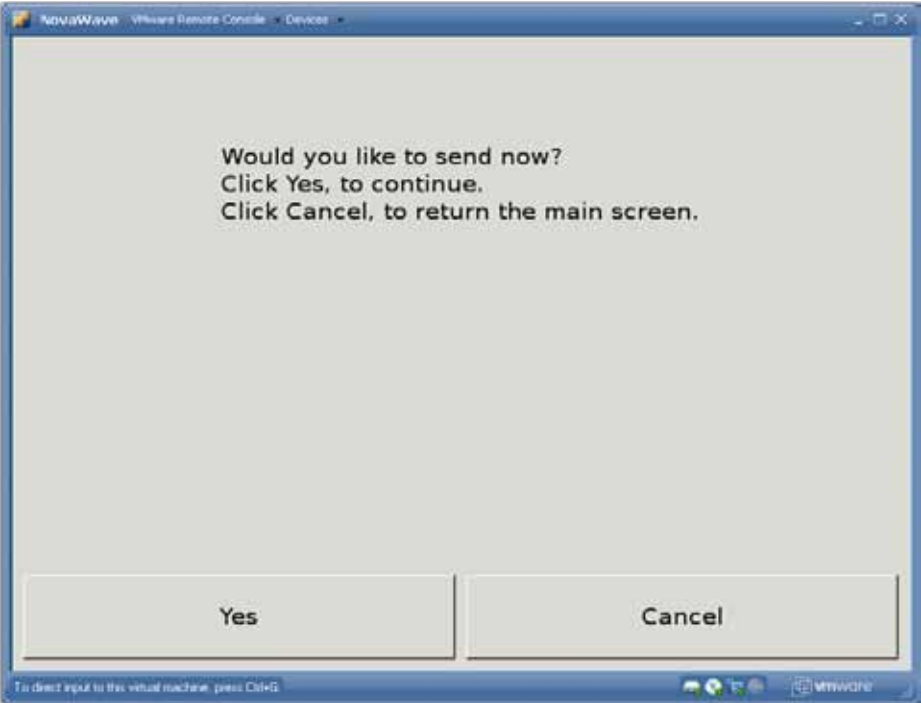 NovaWave VMware Remote Console Devices
Would you like to send now?
Click Yes, to continue.
Click Cancel, to return the main screen.
Yes Cancel
To direct input to this virtual machine, press Ctrl+G. vmware